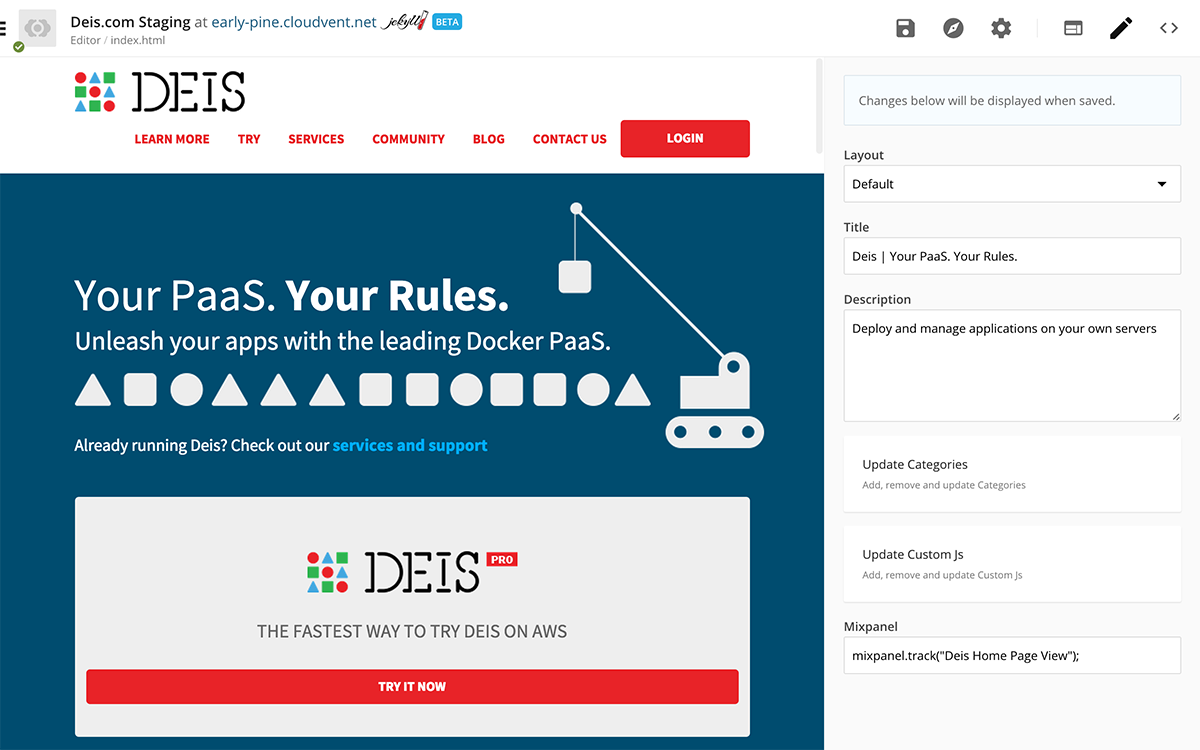 Deis.com Staging at early-pine.cloudvent.net jekyll BETA
Editor / index.html
DEIS
LEARN MORE TRY SERVICES COMMUNITY BLOG CONTACT US LOGIN
Your PaaS. Your Rules.
Unleash your apps with the leading Docker PaaS.
Already running Deis? Check out our services and support
DEIS PRO
THE FASTEST WAY TO TRY DEIS ON AWS
TRY IT NOW
Changes below will be displayed when saved.
Layout
Default
Title
Deis | Your PaaS. Your Rules.
Description
Deploy and manage applications on your own servers
Update Categories
Add, remove and update Categories
Update Custom Js
Add, remove and update Custom Js
Mixpanel
mixpanel.track("Deis Home Page View");